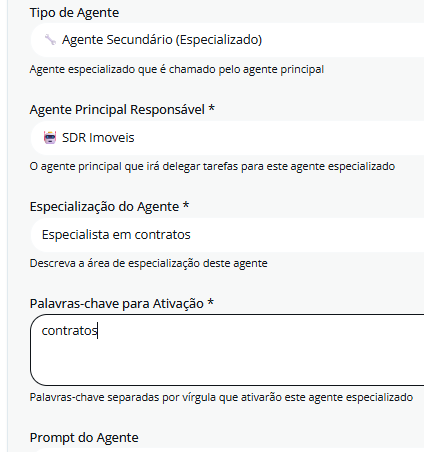 Tipo de Agente
Agente Secundário (Especializado)
Agente especializado que é chamado pelo agente principal
Agente Principal Responsável *
SDR Imoveis
O agente principal que irá delegar tarefas para este agente especializado
Especialização do Agente *
Especialista em contratos
Descreva a área de especialização deste agente
Palavras-chave para Ativação *
contratos
Palavras-chave separadas por vírgula que ativarão este agente especializado
Prompt do Agente